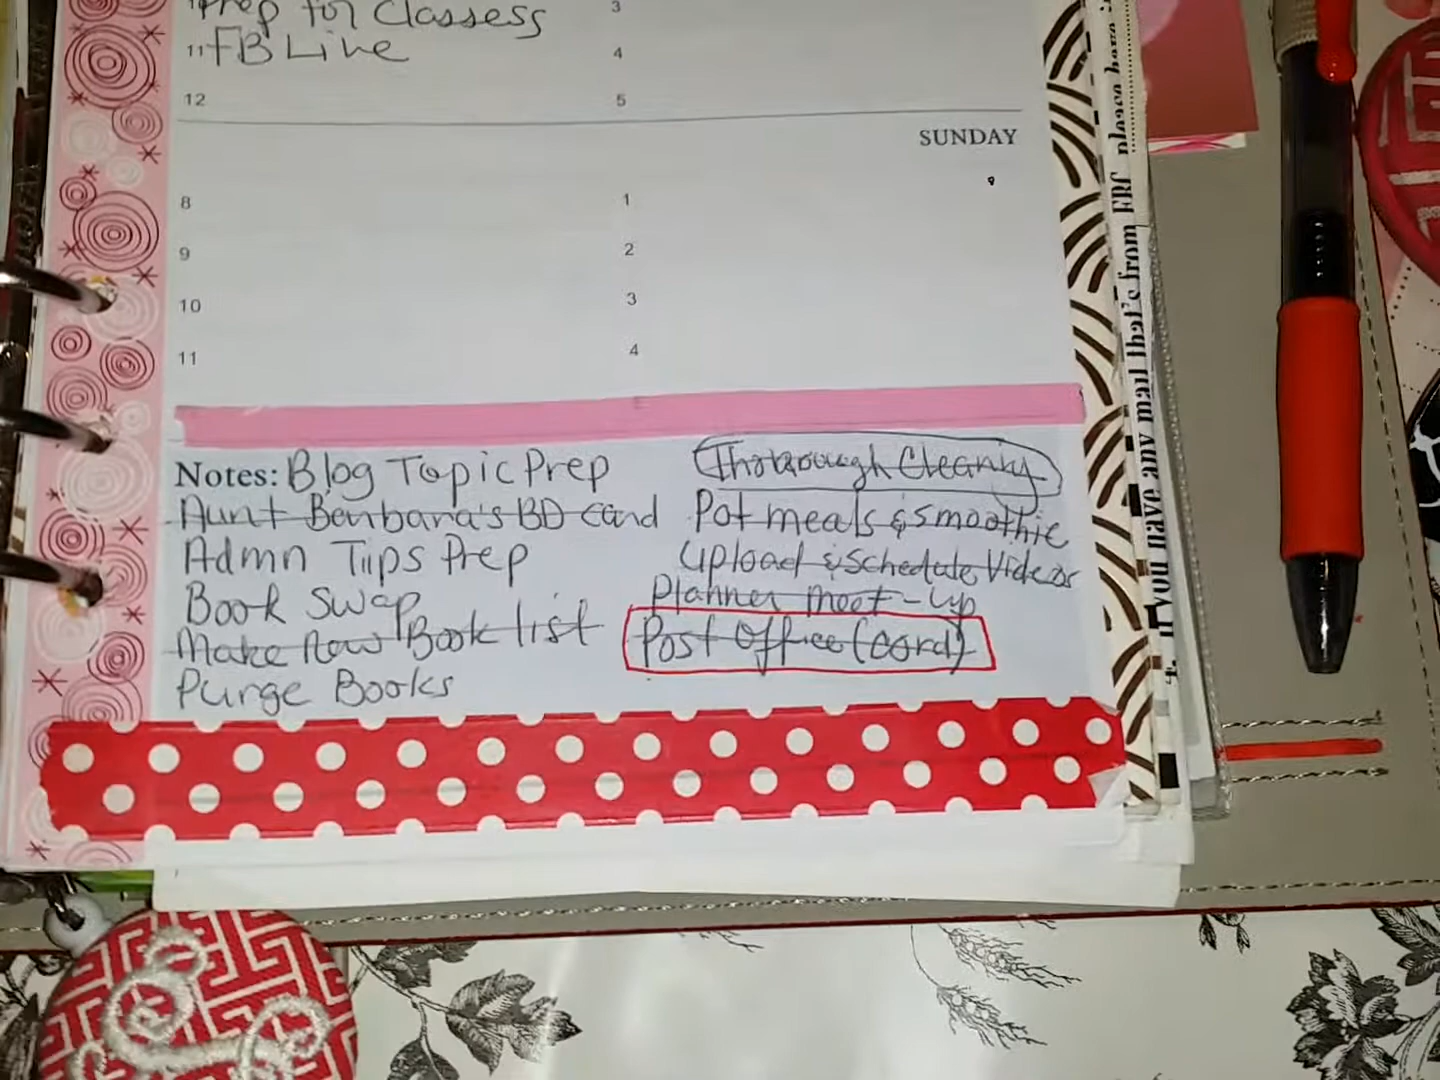 Prep for Classess
3
11 FB Live
4
12
5
SUNDAY
8
1
9
2
10
3
11
4
Notes: Blog Topic Prep
Thorough Cleaning
Aunt Barbara's BD card
Pot meals & smoothie
Admn Tips Prep
Upload & Schedule Videos
Book Swap
Planner Meet-up
Make New Book list
Post Office (card)
Purge Books
4. If you have any mail that's from FRC, please have